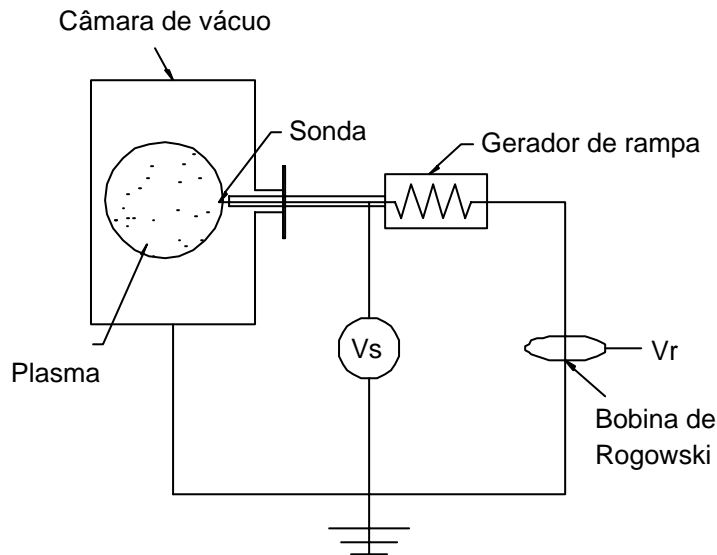 Câmara de vácuo
Sonda
Gerador de rampa
Vs
Vr
Plasma
Bobina de
Rogowski